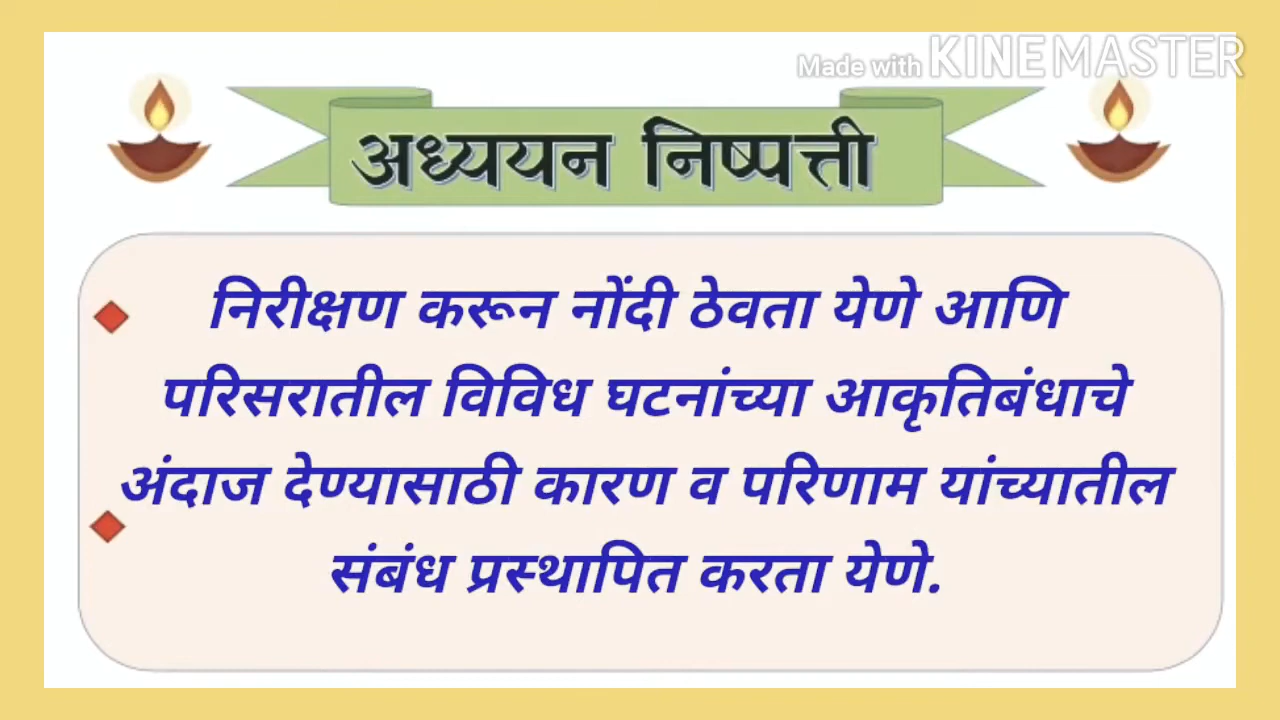 Made with KINEMASTER
अध्ययन निष्पत्ती
निरीक्षण करून नोंदी ठेवता येणे आणि
परिसरातील विविध घटनांच्या आकृतिबंधाचे
अंदाज देण्यासाठी कारण व परिणाम यांच्यातील
संबंध प्रस्थापित करता येणे.